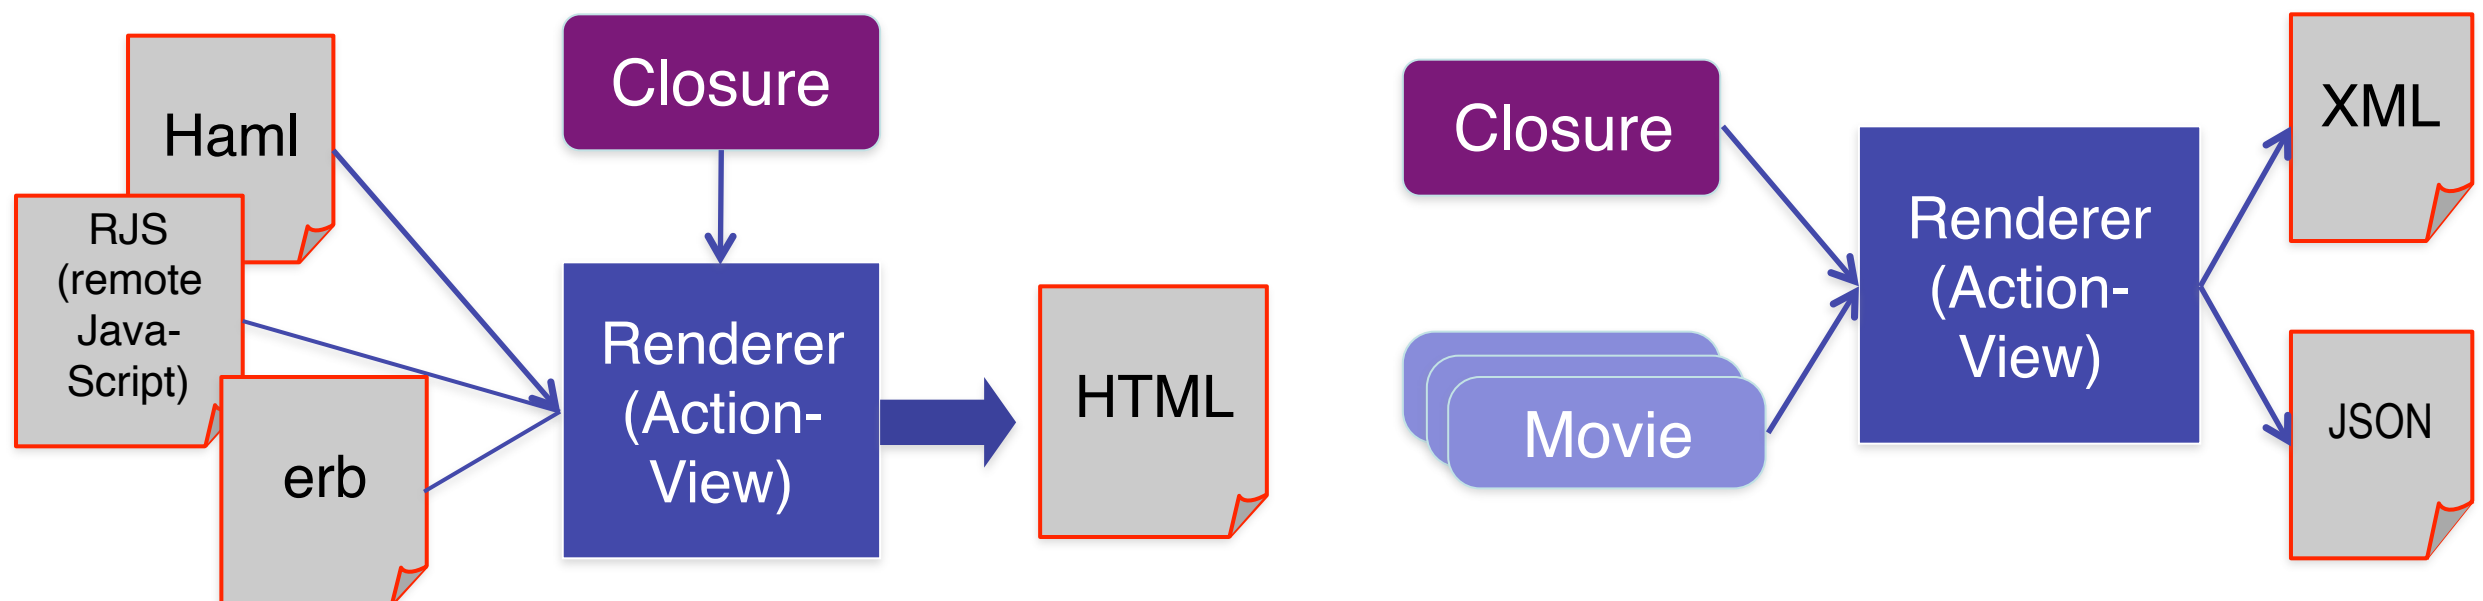 Haml
RJS
(remote
Java-
Script)
erb
Closure
Renderer
(Action-
View)
HTML
Closure
Movie
Renderer
(Action-
View)
XML
JSON